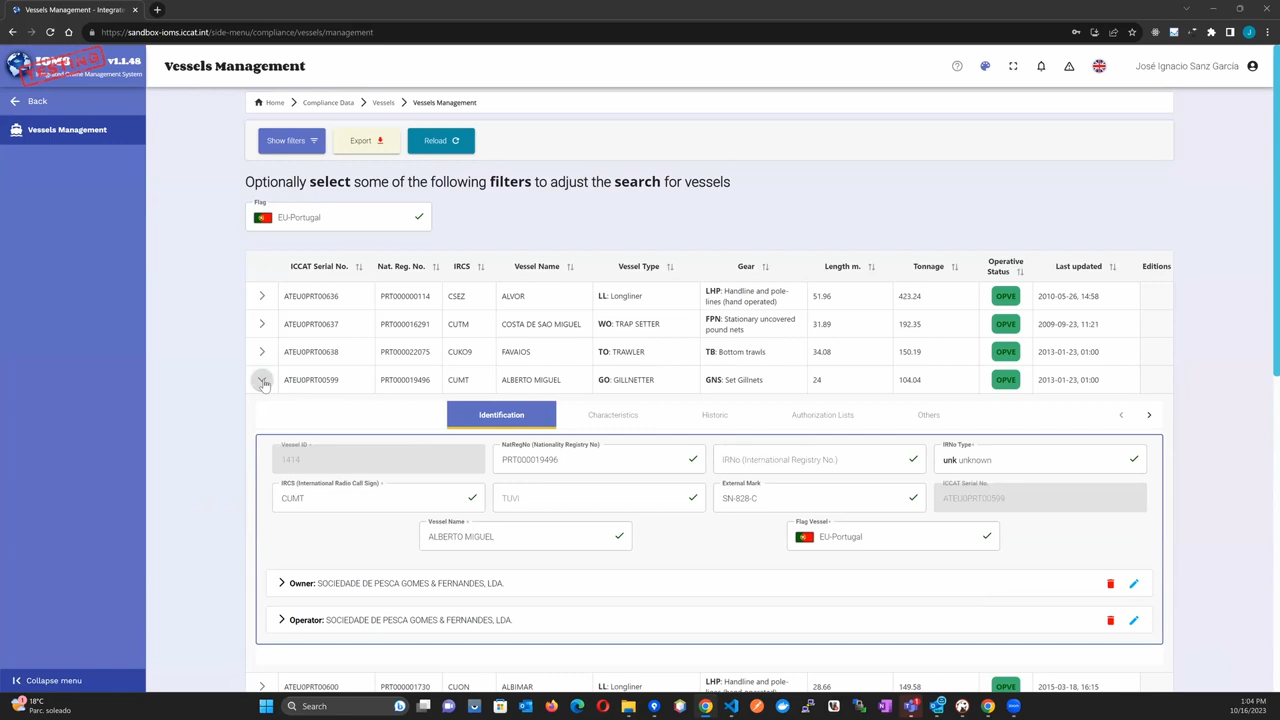 Vessels Management - Integrat
https://sandbox-ioms.iccat.int/side-menu/compliance/vessels/management
IOMS v1.1.48
Integrated Online Management System
TESTING
Vessels Management
José Ignacio Sanz García
Back
Vessels Management
Home Compliance Data Vessels Vessels Management
Show filters Export Reload
Optionally select some of the following filters to adjust the search for vessels
Flag
EU-Portugal
ICCAT Serial No. Nat. Reg. No. IRCS Vessel Name Vessel Type Gear Length m. Tonnage Operative Status Last updated Editions
ATEU0PRT00636 PRT000000114 CSEZ ALVOR LL: Longliner LHP: Handline and pole-lines (hand operated) 51.96 423.24 OPVE 2010-05-26, 14:58
ATEU0PRT00637 PRT000016291 CUTM COSTA DE SAO MIGUEL WO: TRAP SETTER FPN: Stationary uncovered pound nets 31.89 192.35 OPVE 2009-09-23, 11:21
ATEU0PRT00638 PRT000022075 CUKO9 FAVAIOS TO: TRAWLER TB: Bottom trawls 34.08 150.19 OPVE 2013-01-23, 01:00
ATEU0PRT00599 PRT000019496 CUMT ALBERTO MIGUEL GO: GILLNETTER GNS: Set Gillnets 24 104.04 OPVE 2013-01-23, 01:00
Identification Characteristics Historic Authorization Lists Others
Vessel ID * NatRegNo (Nationality Registry No) IRNo Type *
1414 PRT000019496 IRNo (International Registry No.) unk unknown
IRCS (International Radio Call Sign) * External Mark ICCAT Serial No.
CUMT TUVI SN-828-C ATEU0PRT00599
Vessel Name * Flag Vessel *
ALBERTO MIGUEL EU-Portugal
Owner: SOCIEDADE DE PESCA GOMES & FERNANDES, LDA.
Operator: SOCIEDADE DE PESCA GOMES & FERNANDES, LDA.
ATEU0PRT00600 PRT000001730 CUON ALBIMAR LL: Longliner LHP: Handline and pole-lines (hand operated) 28.66 149.58 OPVE 2015-03-18, 16:15
Collapse menu
18°C
Parc. soleado
Search
1:04 PM
10/16/2023